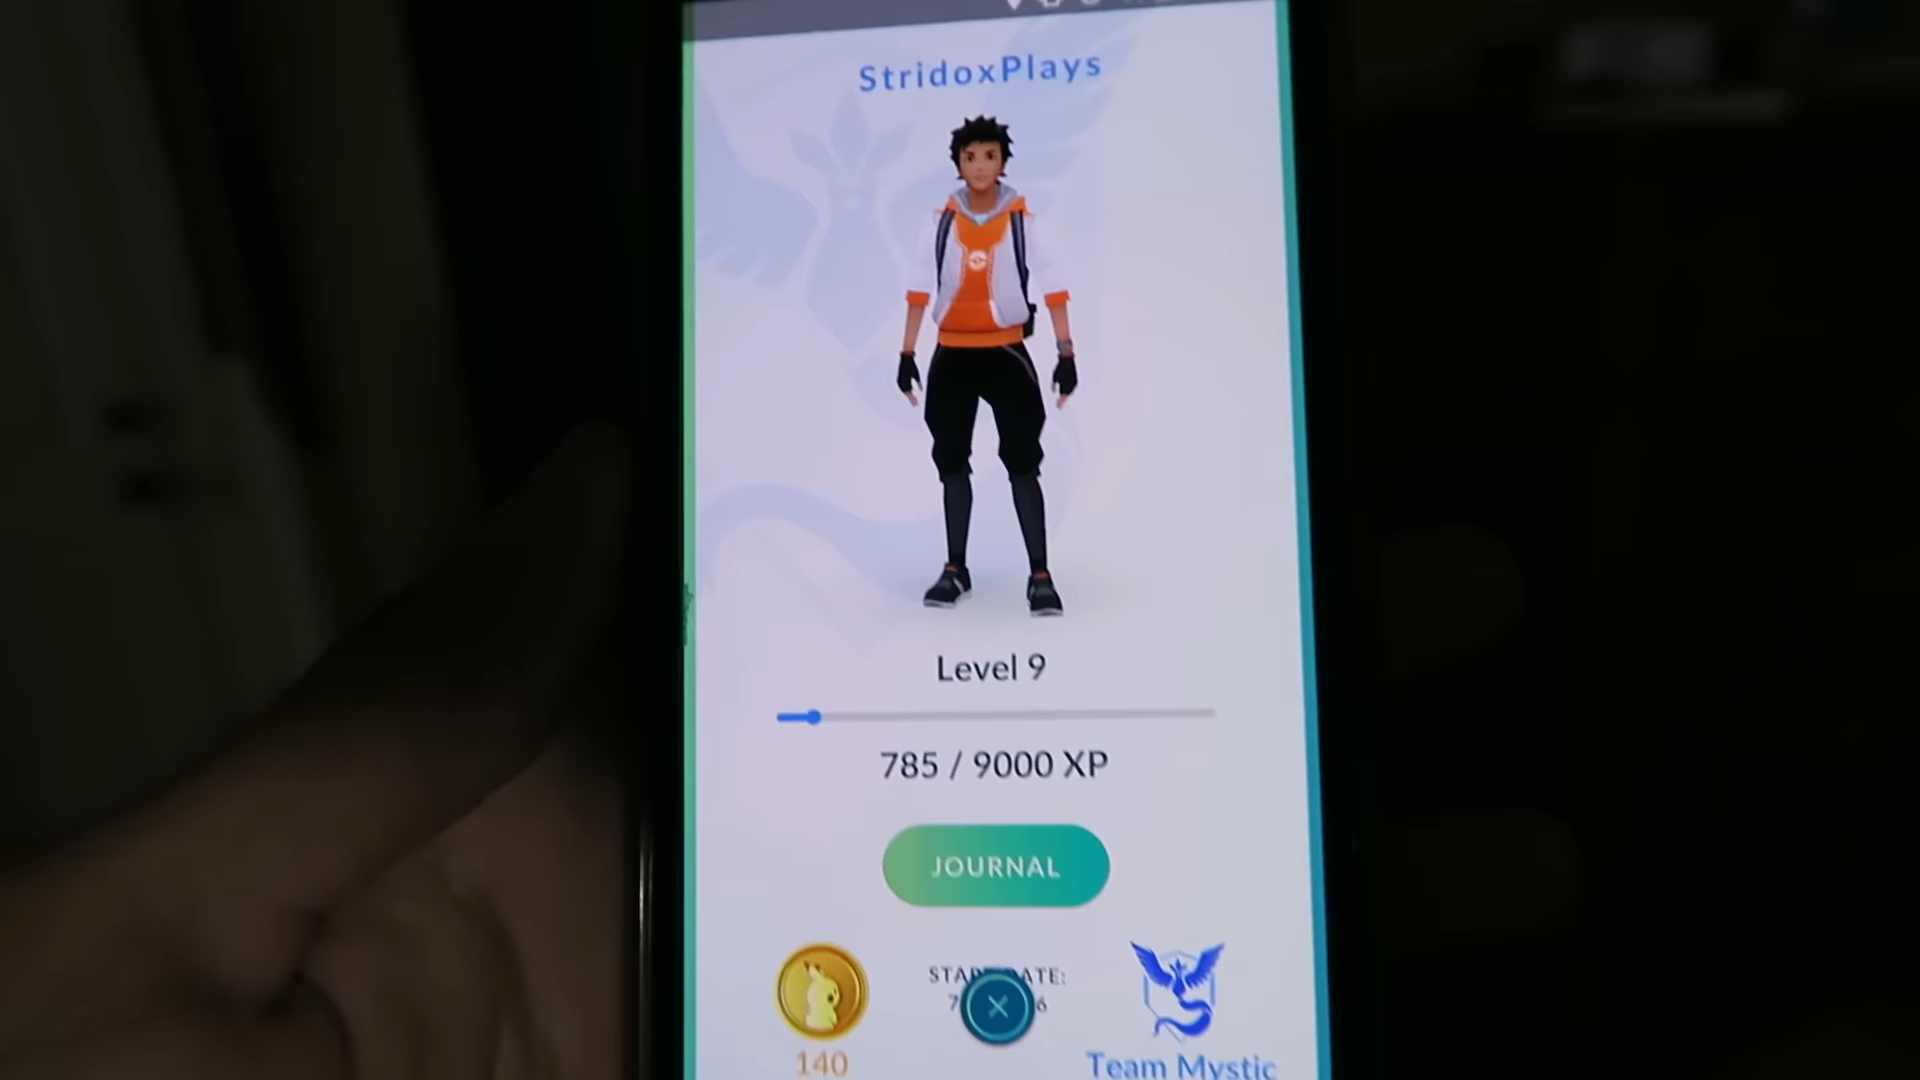 StridoxPlays
Level 9
785 / 9000 XP
JOURNAL
140
Team Mystic